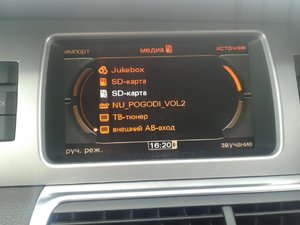 импорт медиа источник
Jukebox
SD-карта
SD-карта
NU_POGODI_VOL2
ТВ-тюнер
внешний АВ-вход
руч. реж. 16:20 звучание